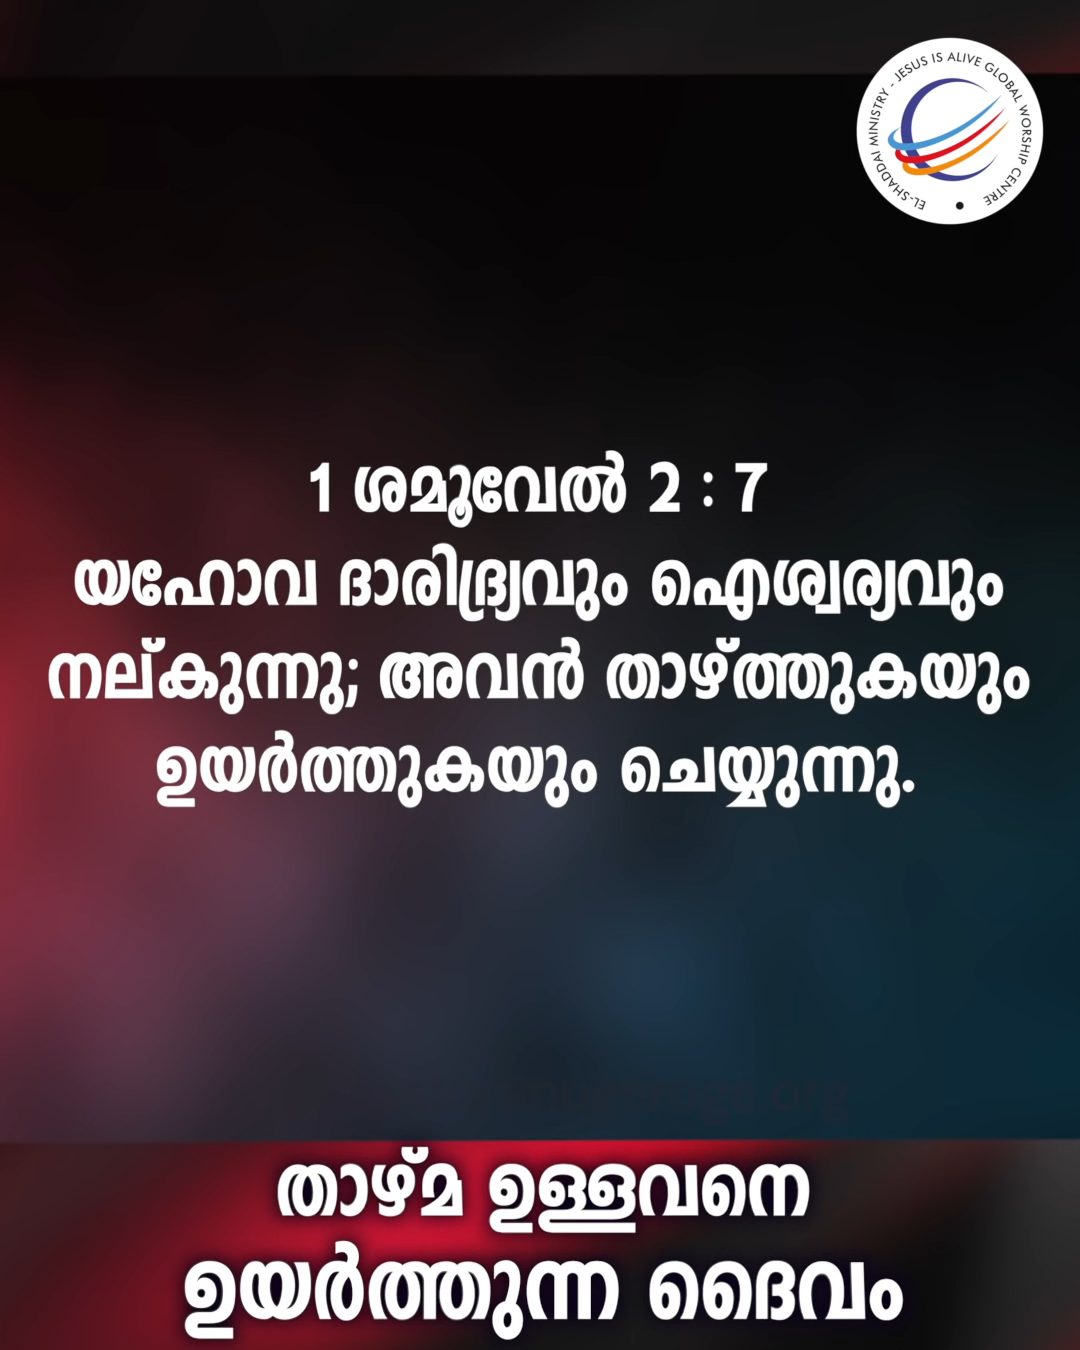 EL-SHADDAI MINISTRY - JESUS IS ALIVE GLOBAL WORSHIP CENTRE
1 ശമൂവേൽ 2 : 7
യഹോവ ദാരിദ്ര്യവും ഐശ്വര്യവും
നല്കുന്നു; അവൻ താഴ്ത്തുകയും
ഉയർത്തുകയും ചെയ്യുന്നു.
താഴ്മ ഉള്ളവനെ
ഉയർത്തുന്ന ദൈവം